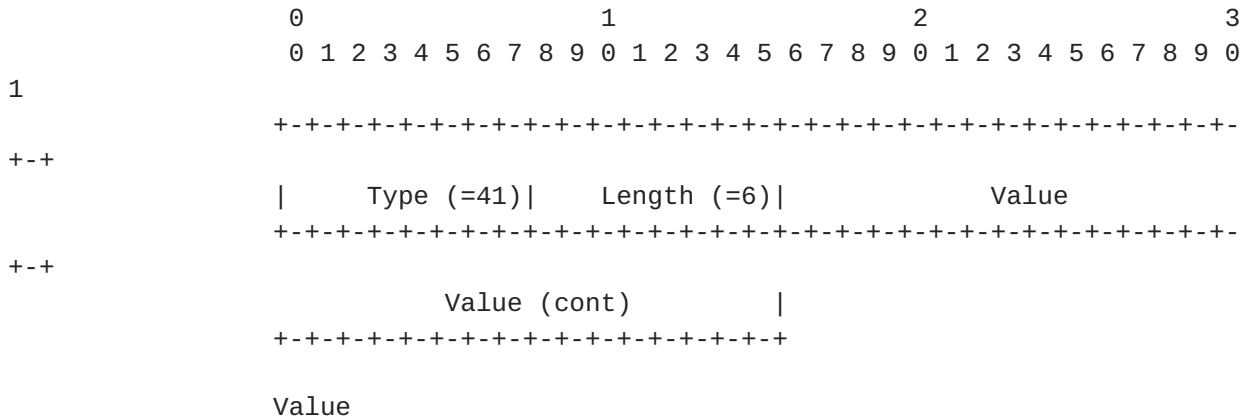 0                   1                   2                   3
0 1 2 3 4 5 6 7 8 9 0 1 2 3 4 5 6 7 8 9 0 1 2 3 4 5 6 7 8 9 0
1
+-+-+-+-+-+-+-+-+-+-+-+-+-+-+-+-+-+-+-+-+-+-+-+-+-+-+-+-+-+-+-
+-+
|     Type (=41)|    Length (=6)|             Value
+-+-+-+-+-+-+-+-+-+-+-+-+-+-+-+-+-+-+-+-+-+-+-+-+-+-+-+-+-+-+-
+-+
Value (cont)         |
+-+-+-+-+-+-+-+-+-+-+-+-+-+-+-+-+
Value